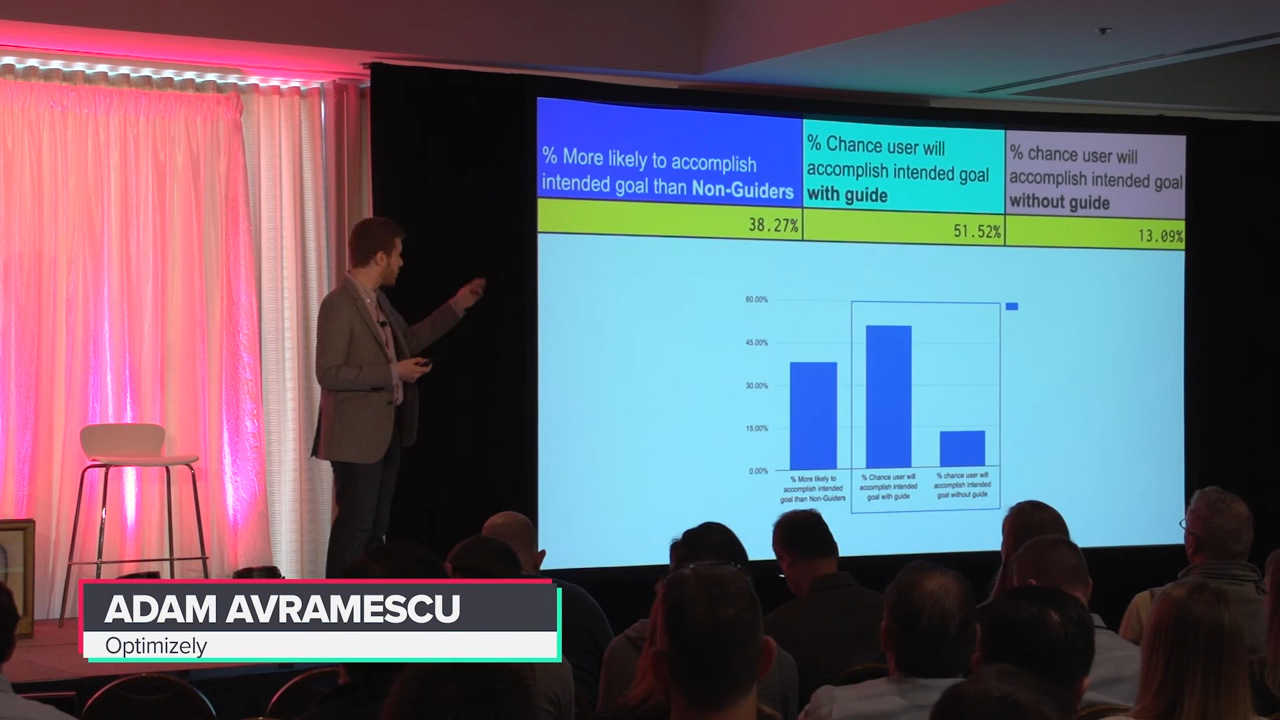 % More likely to accomplish
intended goal than Non-Guiders
% Chance user will
accomplish intended goal
with guide
% chance user will
accomplish intended goal
without guide
38.27%
51.52%
13.09%
60.00%
45.00%
30.00%
15.00%
0.00%
% More likely to
accomplish intended
goal than Non-Guiders
% Chance user will
accomplish intended
goal with guide
% chance user will
accomplish intended
goal without guide
ADAM AVRAMESCU
Optimizely